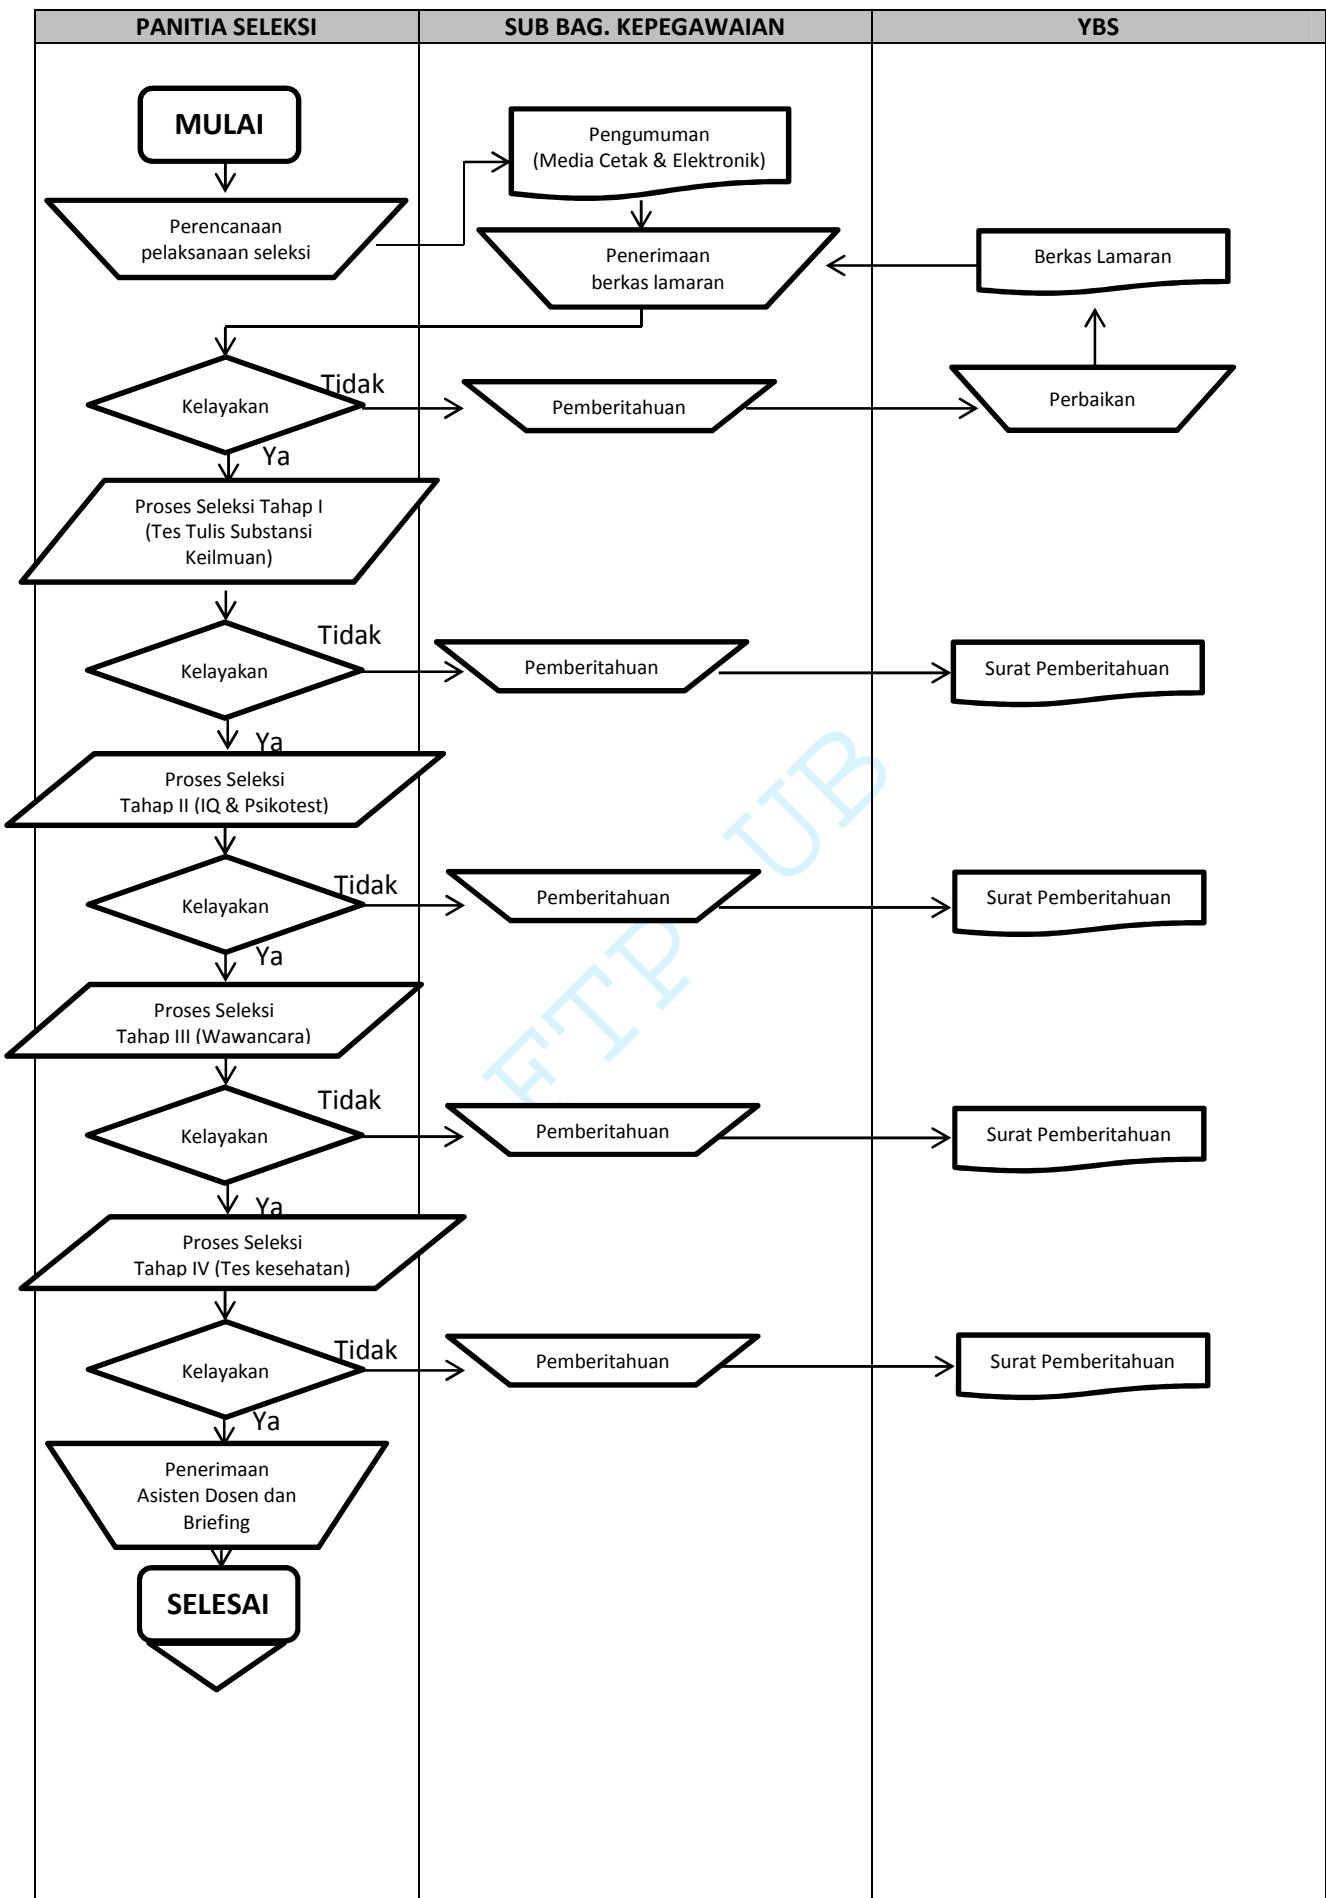 PANITIA SELEKSI
SUB BAG. KEPEGAWAIAN
YBS
MULAI
Pengumuman
(Media Cetak & Elektronik)
Perencanaan
pelaksanaan seleksi
Penerimaan
berkas lamaran
Berkas Lamaran
Kelayakan
Tidak
Pemberitahuan
Perbaikan
Ya
Proses Seleksi Tahap I
(Tes Tulis Substansi
Keilmuan)
Kelayakan
Tidak
Pemberitahuan
Surat Pemberitahuan
Ya
Proses Seleksi
Tahap II (IQ & Psikotest)
Kelayakan
Tidak
Pemberitahuan
Surat Pemberitahuan
Ya
Proses Seleksi
Tahap III (Wawancara)
Kelayakan
Tidak
Pemberitahuan
Surat Pemberitahuan
Ya
Proses Seleksi
Tahap IV (Tes kesehatan)
Kelayakan
Tidak
Pemberitahuan
Surat Pemberitahuan
Ya
Penerimaan
Asisten Dosen dan
Briefing
SELESAI
FTP UB